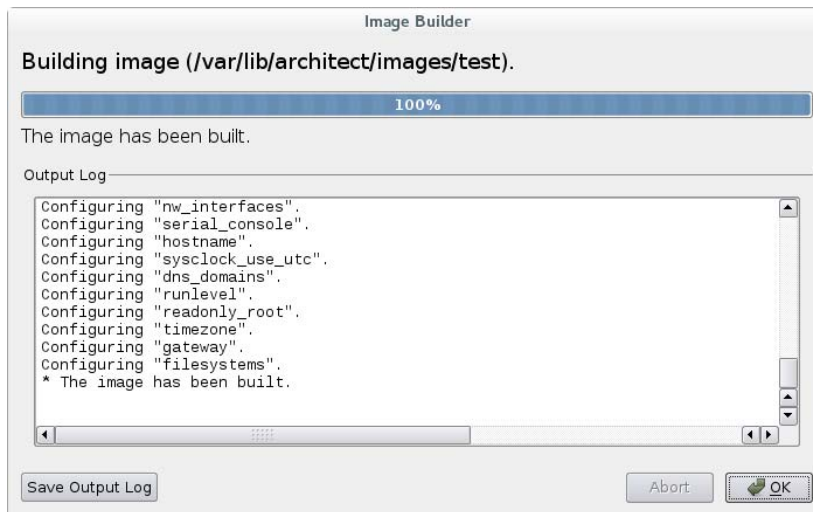 Image Builder
Building image (/var/lib/architect/images/test).
100%
The image has been built.
Output Log
Configuring "nw_interfaces".
Configuring "serial_console".
Configuring "hostname".
Configuring "sysclock_use_utc".
Configuring "dns_domains".
Configuring "runlevel".
Configuring "readonly_root".
Configuring "timezone".
Configuring "gateway".
Configuring "filesystems".
* The image has been built.
Save Output Log
Abort
OK